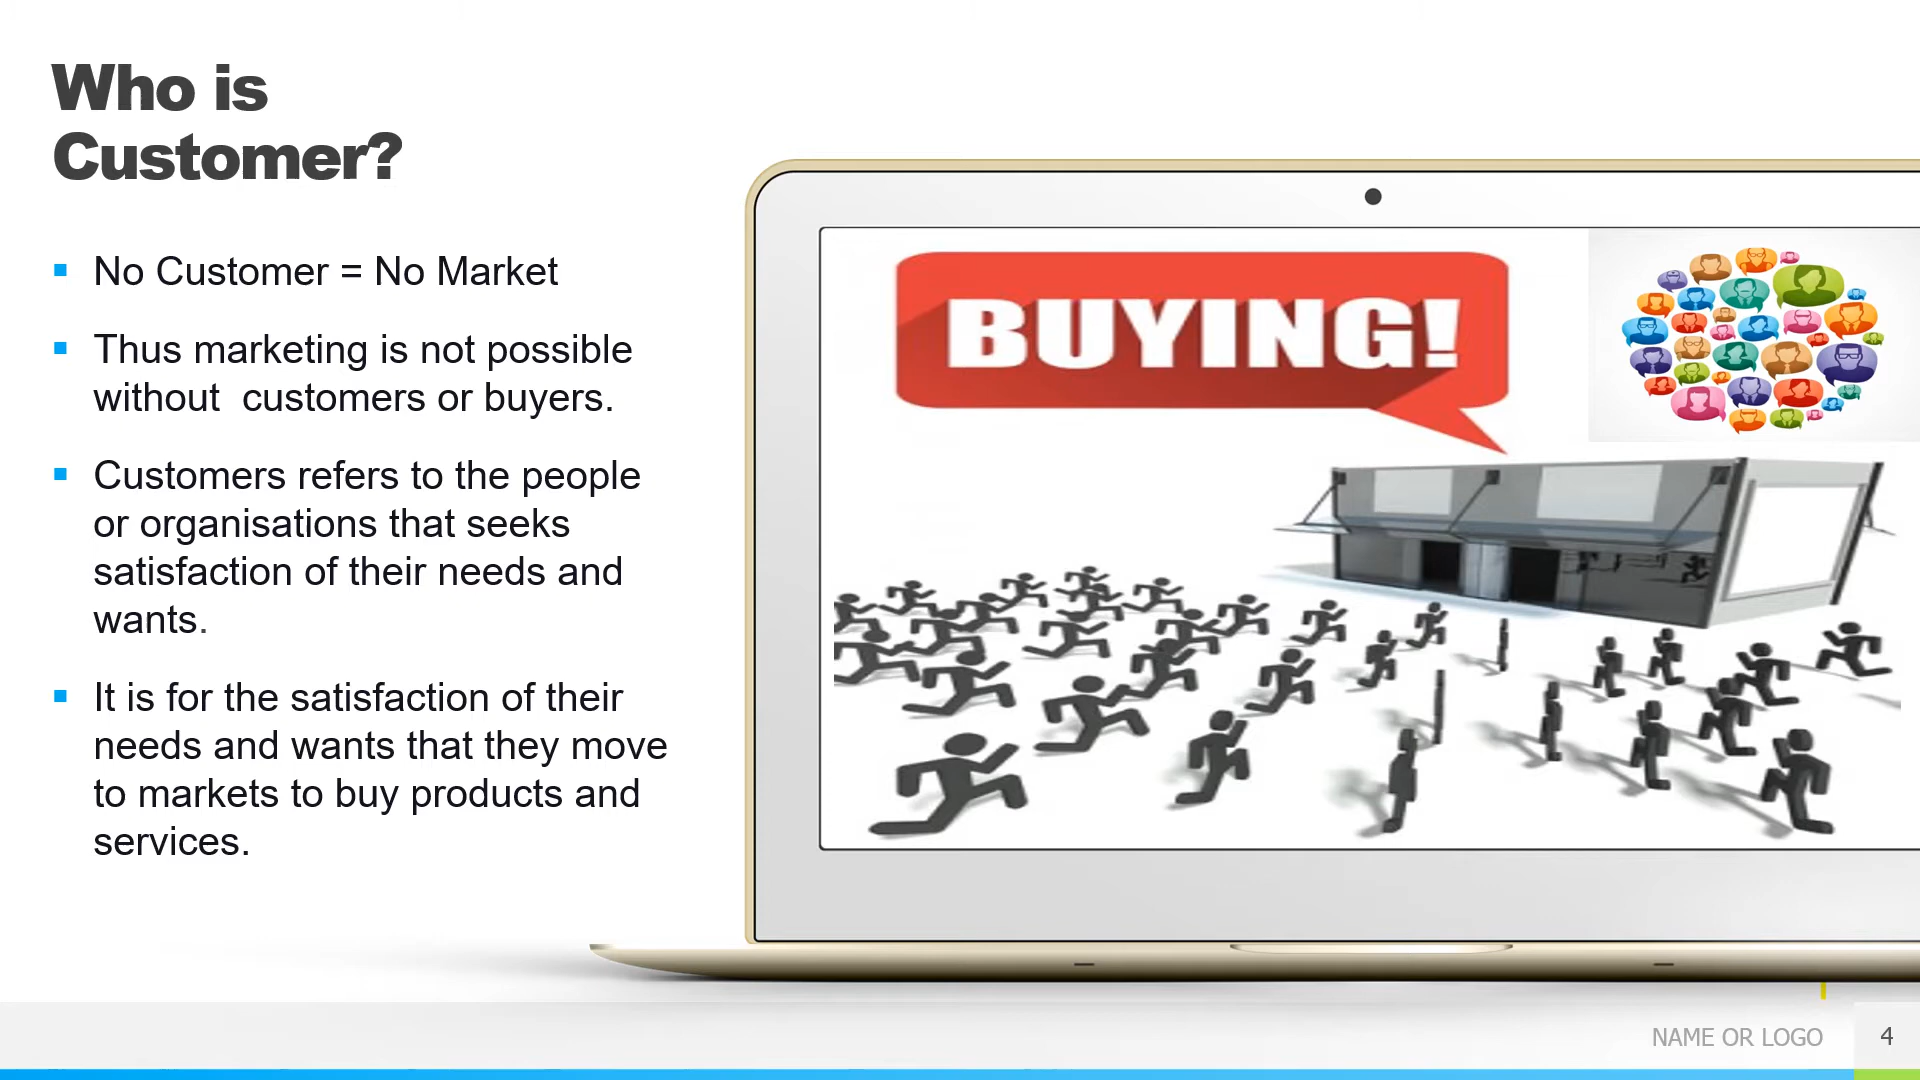 Who is
Customer?
No Customer = No Market
Thus marketing is not possible
without  customers or buyers.
Customers refers to the people
or organisations that seeks
satisfaction of their needs and
wants.
It is for the satisfaction of their
needs and wants that they move
to markets to buy products and
services.
BUYING!
NAME OR LOGO
4